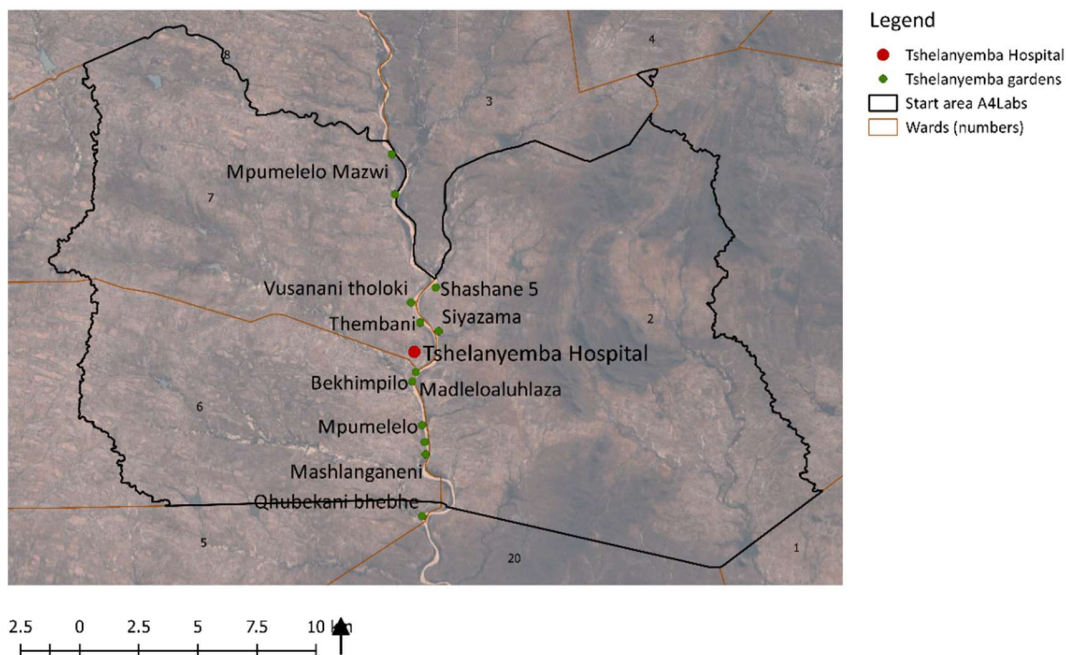 Legend
Tshelanyemba Hospital
Tshelanyemba gardens
Start area A4Labs
Wards (numbers)
4
8
3
Mpumelelo Mazwi
7
Vusanani tholoki
Shashane 5
Siyazama
Thembani
2
Tshelanyemba Hospital
Bekhimpilo
Madleloaluhlaza
6
Mpumelelo
Mashlanganeni
Qhubekani bhebhe
5
20
1
2.5 0 2.5 5 7.5 10